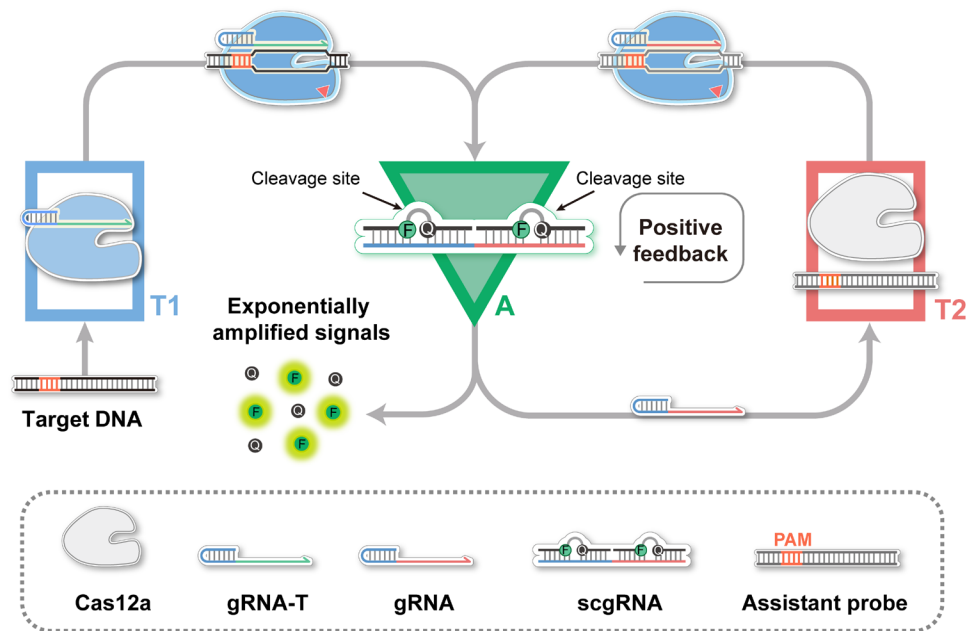 Cleavage site
Cleavage site
F
Q
F
Q
Positive
feedback
T1
A
T2
Exponentially
amplified signals
Q
F
Q
F
Q
F
Q
F
Target DNA
PAM
F
Q
F
Q
Cas12a
gRNA-T
gRNA
scgRNA
Assistant probe